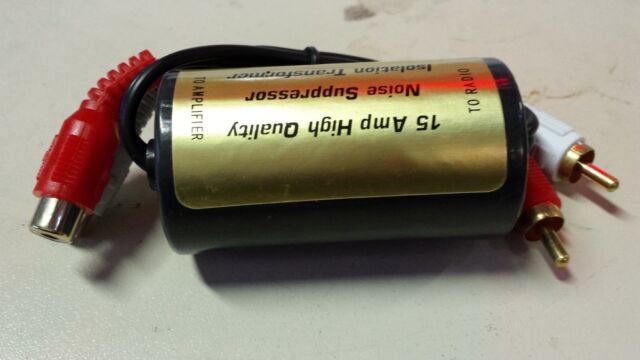 15 Amp High Quality
Noise Suppressor
Isolation Transformer
TO AMPLIFIER
TO RADIO